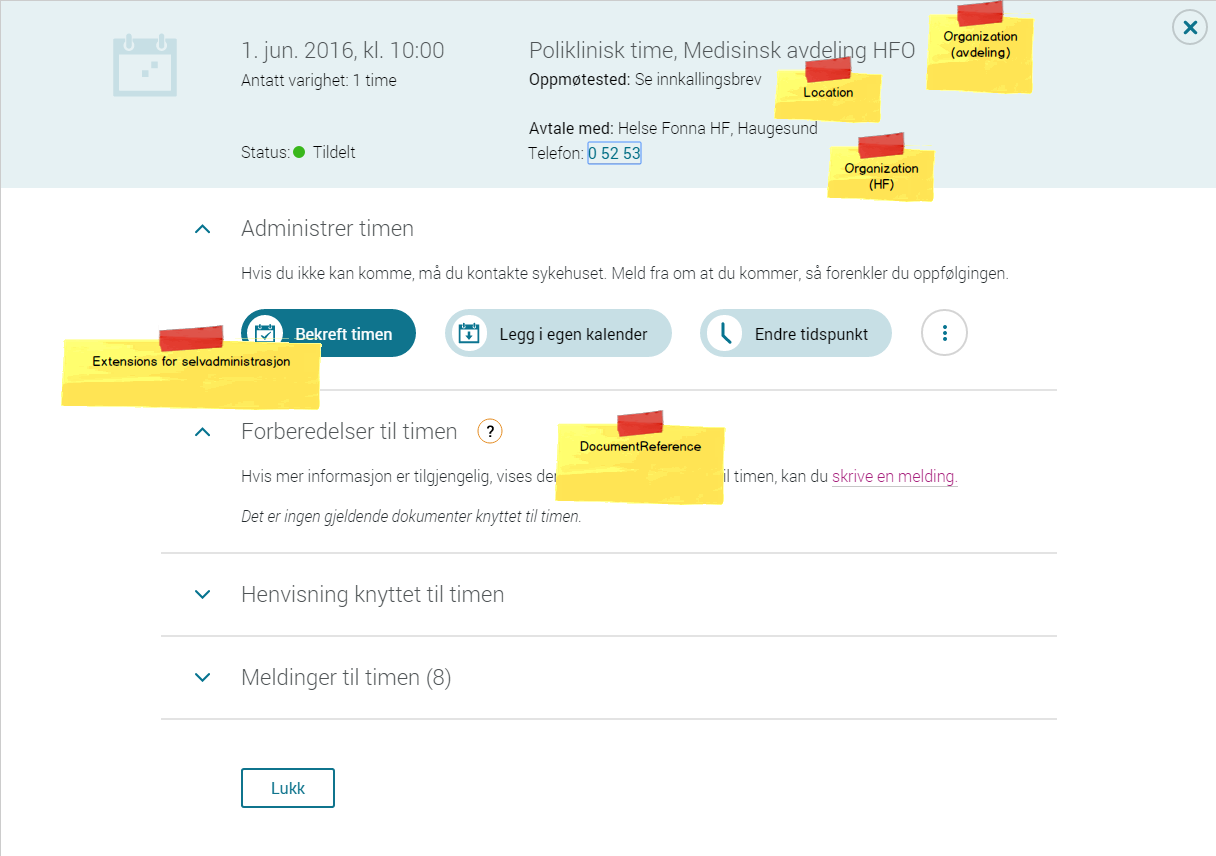 1. jun. 2016, kl. 10:00
Antatt varighet: 1 time
Status: Tildelt
Poliklinisk time, Medisinsk avdeling HFO
Oppmøtested: Se innkallingsbrev
Avtale med: Helse Fonna HF, Haugesund
Telefon: 0 52 53
Organization
(avdeling)
Location
Organization
(HF)
Administrer timen
Hvis du ikke kan komme, må du kontakte sykehuset. Meld fra om at du kommer, så forenkler du oppfølgingen.
Bekreft timen
Legg i egen kalender
Endre tidspunkt
Extensions for selvadministrasjon
Forberedelser til timen ?
DocumentReference
Hvis mer informasjon er tilgjengelig, vises il timen, kan du skrive en melding.
Det er ingen gjeldende dokumenter knyttet til timen.
Henvisning knyttet til timen
Meldinger til timen (8)
Lukk